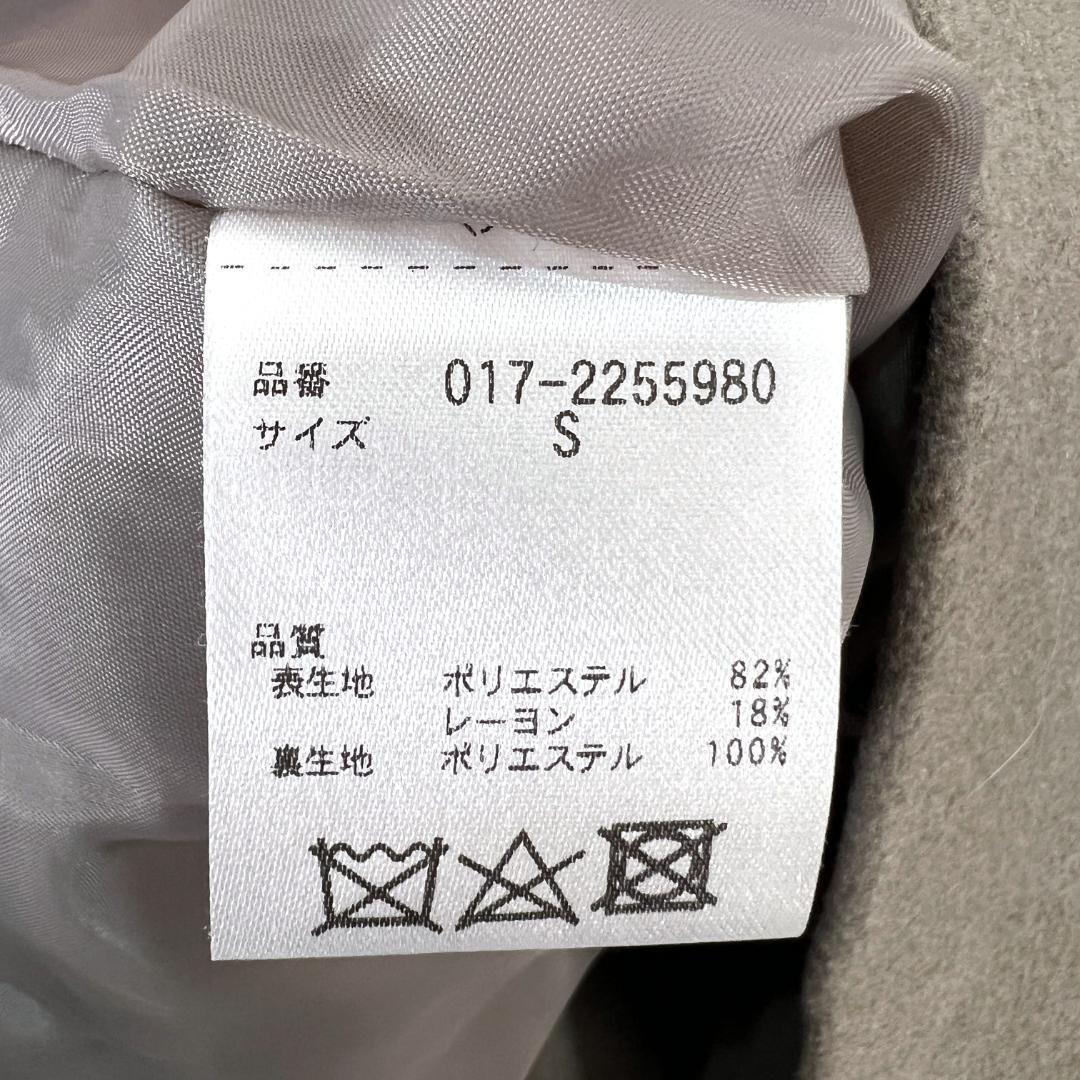 品番 017-2255980
サイズ S
品質
表生地 ポリエステル 82%
レーヨン 18%
裏生地 ポリエステル 100%